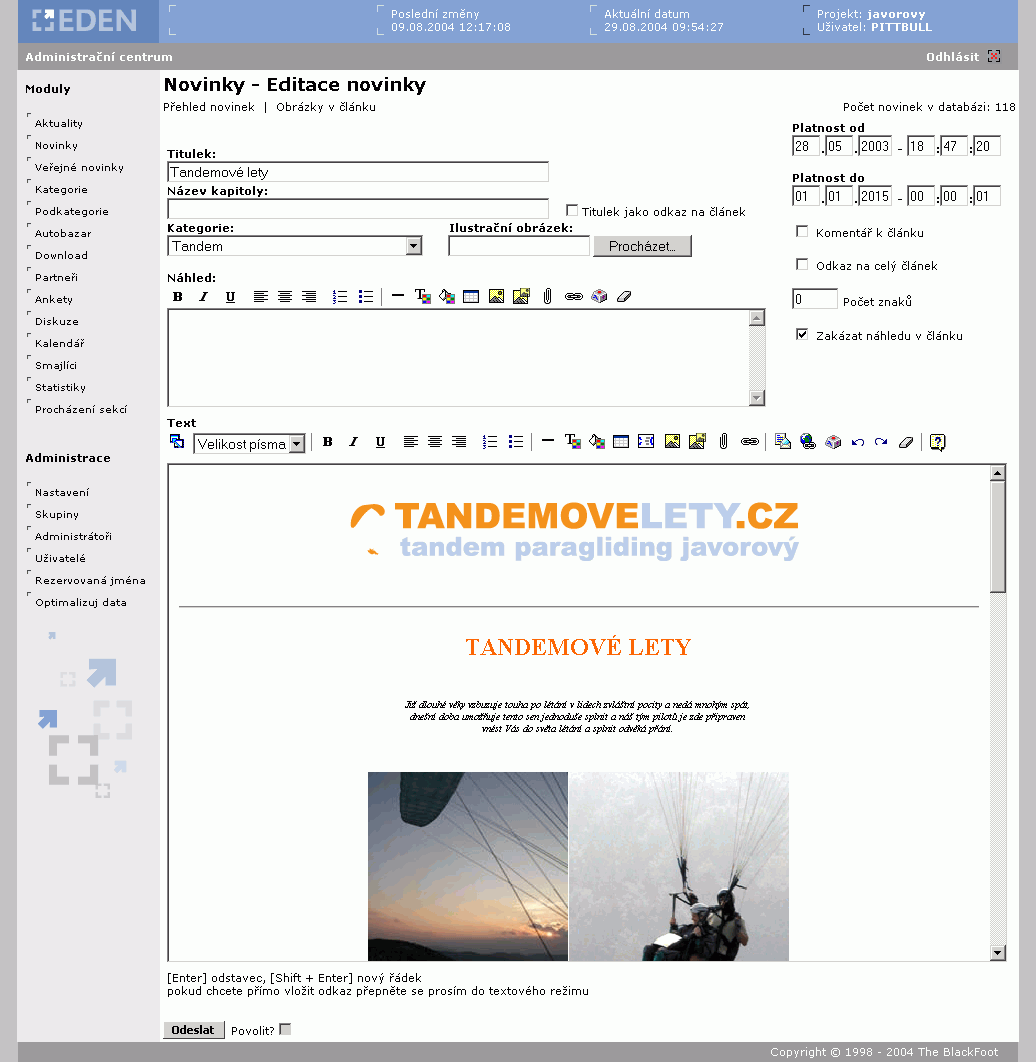 EDEN
Poslední změny
09.08.2004 12:17:08
Aktuální datum
29.08.2004 09:54:27
Projekt: javorovy
Uživatel: PITTBULL
Administrační centrum
Odhlásit
Moduly
Aktuality
Novinky
Veřejné novinky
Kategorie
Podkategorie
Autobazar
Download
Partneři
Ankety
Diskuze
Kalendář
Smajlíci
Statistiky
Procházení sekcí
Administrace
Nastavení
Skupiny
Administrátoři
Uživatelé
Rezervovaná jména
Optimalizuj data
Novinky - Editace novinky
Přehled novinek | Obrázky v článku
Počet novinek v databázi: 118
Titulek:
Tandemové lety
Název kapitoly:
Titulek jako odkaz na článek
Kategorie:
Tandem
Ilustrační obrázek:
Procházet...
Platnost od
28.05.2003 - 18:47:20
Platnost do
01.01.2015 - 00:00:01
Komentář k článku
Odkaz na celý článek
0 Počet znaků
Zakázat náhledu v článku
Náhled:
B I U
Text
Velikost písma B I U
TANDEMOVELETY.CZ
tandem paragliding javorový
TANDEMOVÉ LETY
Již dlouhé věky vzbuzuje touha po létání v lidech zvláštní pocity a nedá mnohým spát,
dnešní doba umožňuje tento sen jednoduše splnit a náš tým pilotů je zde připraven
vnést Vás do světa létání a splnit odvěká přání.
[Enter] odstavec, [Shift + Enter] nový řádek
pokud chcete přímo vložit odkaz přepněte se prosím do textového režimu
Odeslat Povolit?
Copyright © 1998 - 2004 The BlackFoot